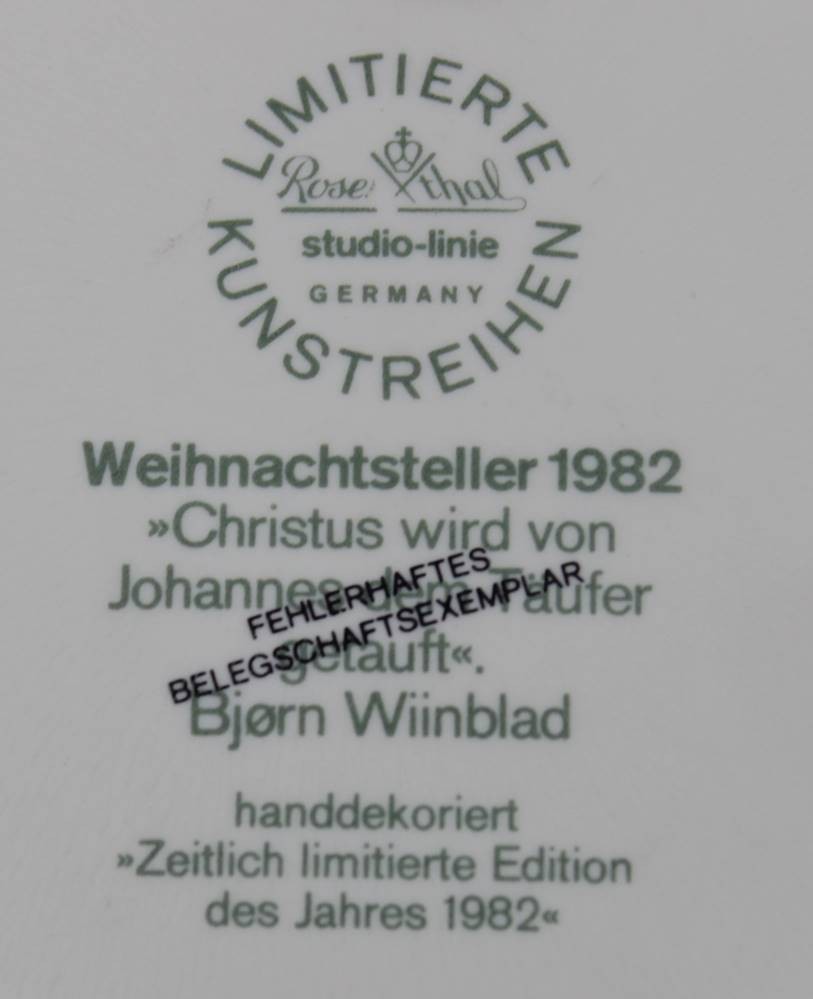 LIMITIERTE
Rosenthal
studio-linie
GERMANY
KUNSTREIHEN
Weihnachtsteller 1982
»Christus wird von
Johannes dem Täufer
getauft«.
FEHLERHAFTES
BELEGSCHAFTSEXEMPLAR
Bjørn Wiinblad
handdekoriert
»Zeitlich limitierte Edition
des Jahres 1982«